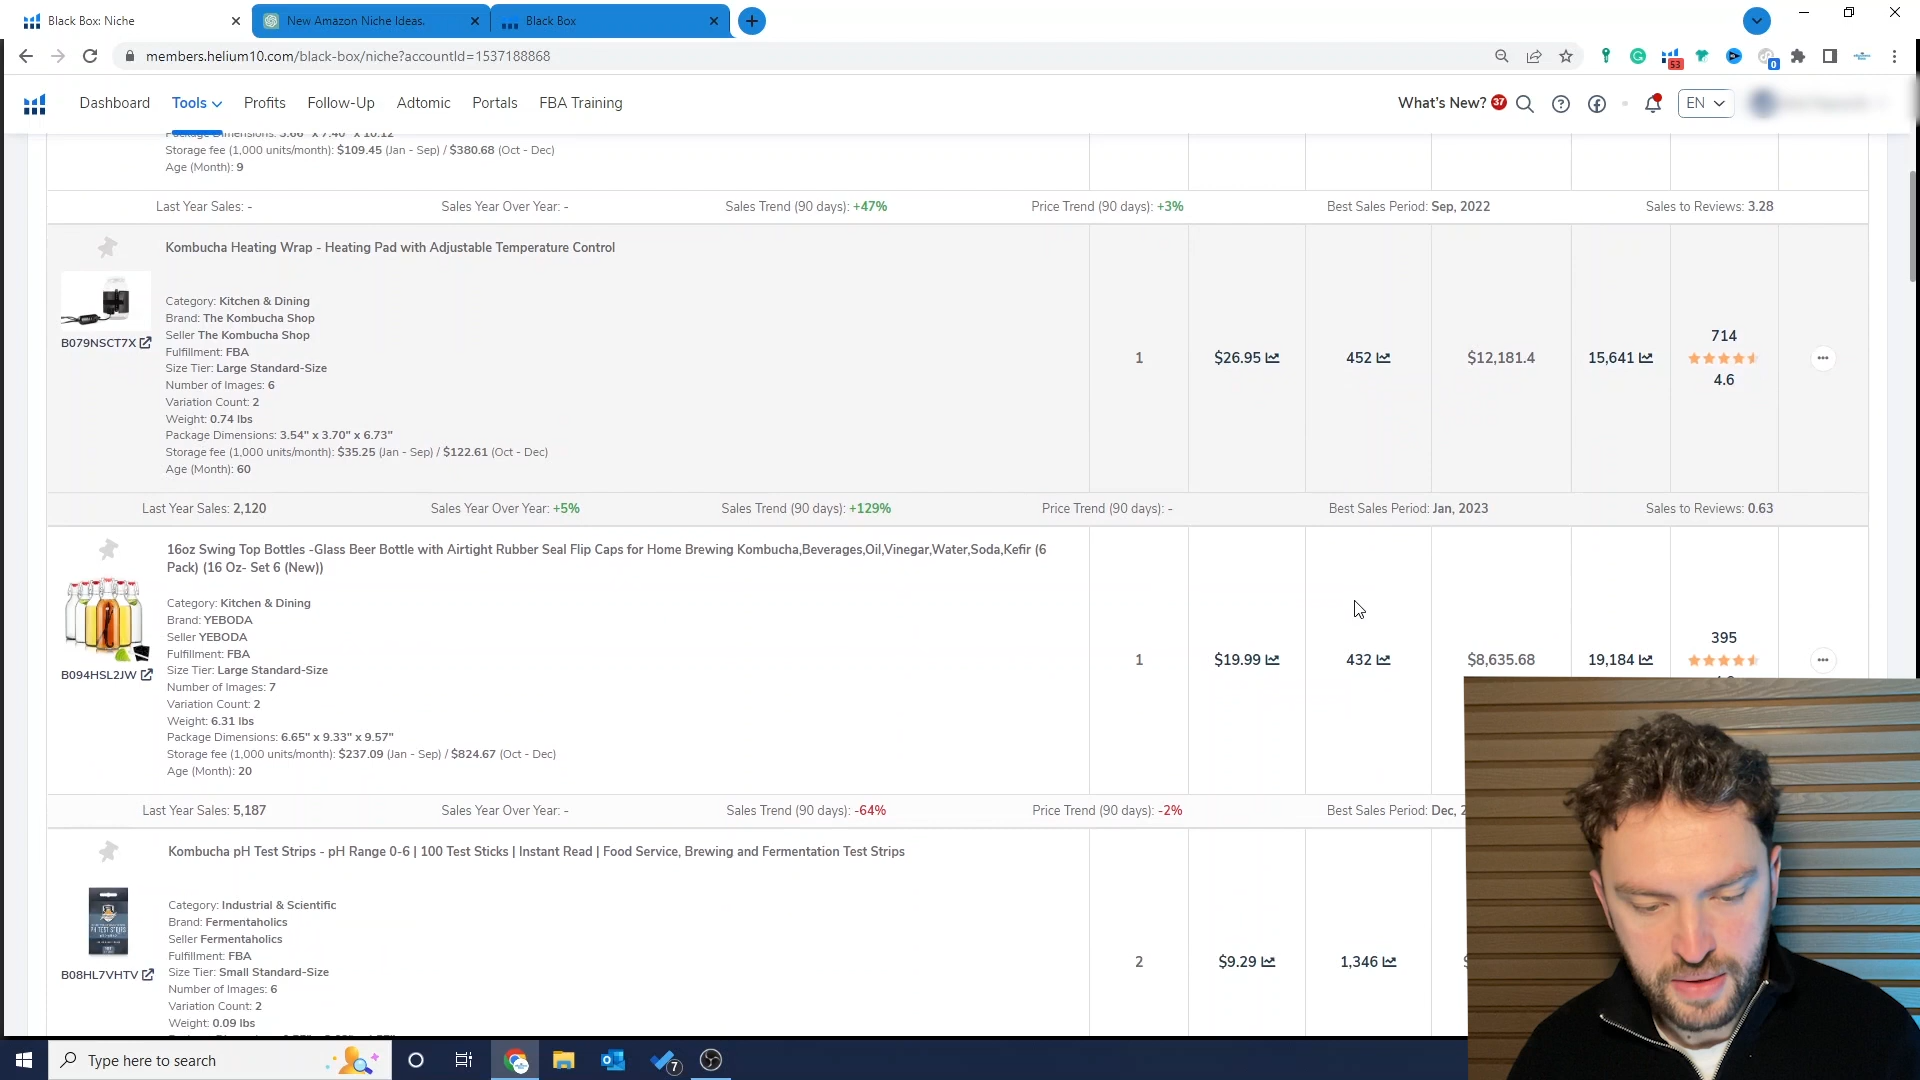 Black Box: Niche
New Amazon Niche Ideas.
Black Box
members.helium10.com/black-box/niche?accountId=1537188868
53
0
Dashboard
Tools
Profits
Follow-Up
Adtomic
Portals
FBA Training
What's New? 37
EN
Package Dimensions: 3.66" x 7.40" x 10.12"
Storage fee (1,000 units/month): $109.45 (Jan - Sep) / $380.68 (Oct - Dec)
Age (Month): 9
Last Year Sales: -
Sales Year Over Year: -
Sales Trend (90 days): +47%
Price Trend (90 days): +3%
Best Sales Period: Sep, 2022
Sales to Reviews: 3.28
Kombucha Heating Wrap - Heating Pad with Adjustable Temperature Control
B079NSCT7X
Category: Kitchen & Dining
Brand: The Kombucha Shop
Seller The Kombucha Shop
Fulfillment: FBA
Size Tier: Large Standard-Size
Number of Images: 6
Variation Count: 2
Weight: 0.74 lbs
Package Dimensions: 3.54" x 3.70" x 6.73"
Storage fee (1,000 units/month): $35.25 (Jan - Sep) / $122.61 (Oct - Dec)
Age (Month): 60
1
$26.95
452
$12,181.4
15,641
714
4.6
Last Year Sales: 2,120
Sales Year Over Year: +5%
Sales Trend (90 days): +129%
Price Trend (90 days): -
Best Sales Period: Jan, 2023
Sales to Reviews: 0.63
16oz Swing Top Bottles -Glass Beer Bottle with Airtight Rubber Seal Flip Caps for Home Brewing Kombucha,Beverages,Oil,Vinegar,Water,Soda,Kefir (6
Pack) (16 Oz- Set 6 (New))
B094HSL2JW
Category: Kitchen & Dining
Brand: YEBODA
Seller YEBODA
Fulfillment: FBA
Size Tier: Large Standard-Size
Number of Images: 7
Variation Count: 2
Weight: 6.31 lbs
Package Dimensions: 6.65" x 9.33" x 9.57"
Storage fee (1,000 units/month): $237.09 (Jan - Sep) / $824.67 (Oct - Dec)
Age (Month): 20
1
$19.99
432
$8,635.68
19,184
395
Last Year Sales: 5,187
Sales Year Over Year: -
Sales Trend (90 days): -64%
Price Trend (90 days): -2%
Best Sales Period: Dec, 2
Kombucha pH Test Strips - pH Range 0-6 | 100 Test Sticks | Instant Read | Food Service, Brewing and Fermentation Test Strips
B08HL7VHTV
Category: Industrial & Scientific
Brand: Fermentaholics
Seller Fermentaholics
Fulfillment: FBA
Size Tier: Small Standard-Size
Number of Images: 6
Variation Count: 2
Weight: 0.09 lbs
2
$9.29
1,346
Type here to search
7